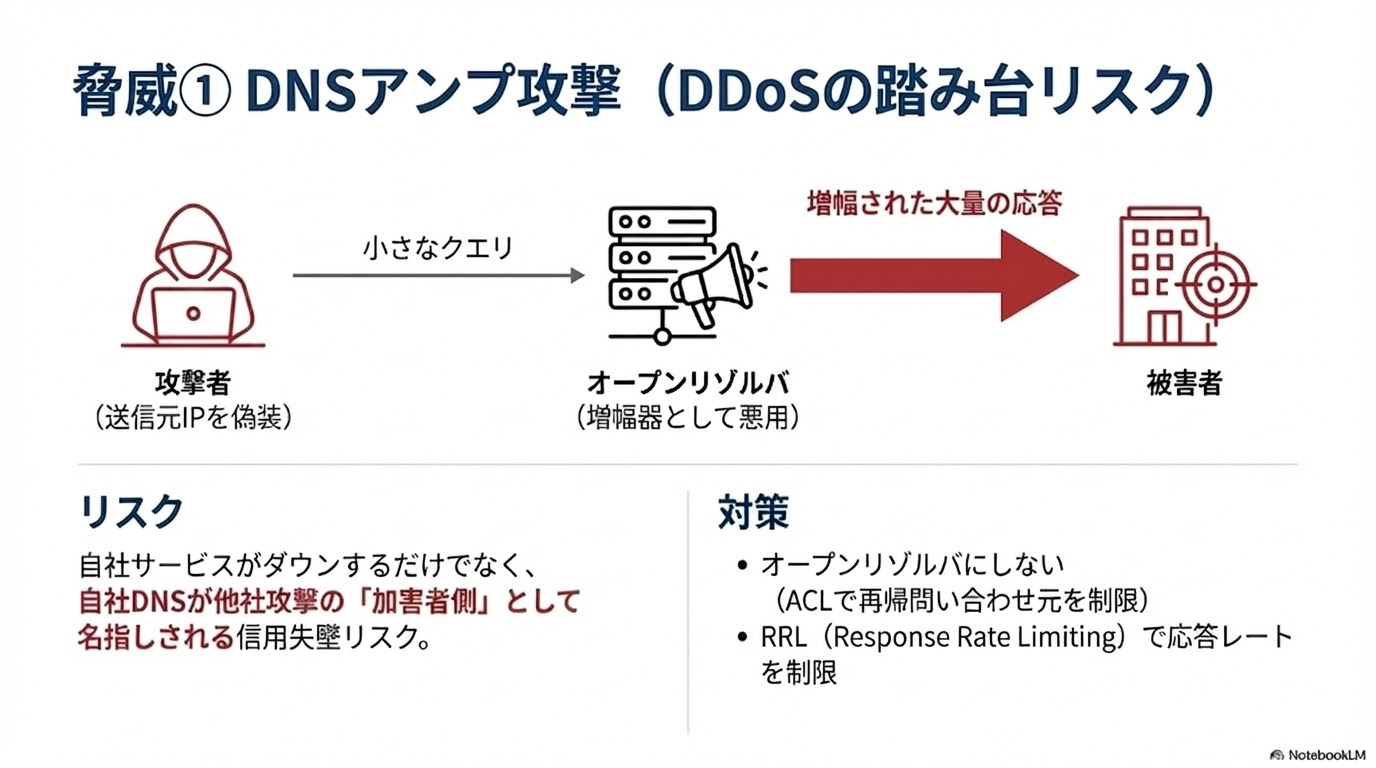 脅威① DNSアンプ攻撃（DDoSの踏み台リスク）
増幅された大量の応答
小さなクエリ
攻撃者
（送信元IPを偽装）
オープンリゾルバ
（増幅器として悪用）
被害者
リスク
自社サービスがダウンするだけでなく、
自社DNSが他社攻撃の「加害者側」として
名指しされる信用失墜リスク。
対策
• オープンリゾルバにしない
（ACLで再帰問い合わせ元を制限）
• RRL（Response Rate Limiting）で応答レート
を制限
NotebookLM